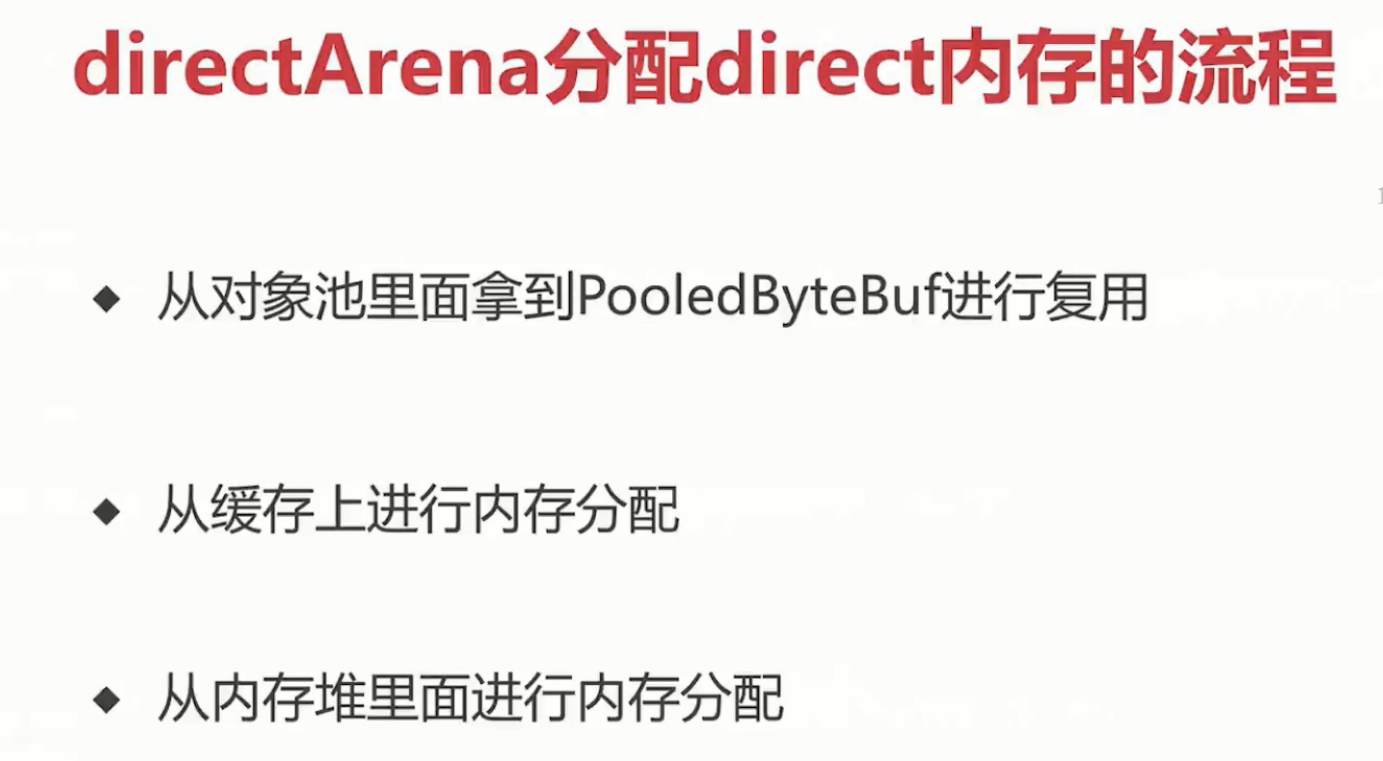 directArena分配direct内存的流程
1
◆ 从对象池里面拿到PooledByteBuf进行复用
◆ 从缓存上进行内存分配
◆ 从内存堆里面进行内存分配